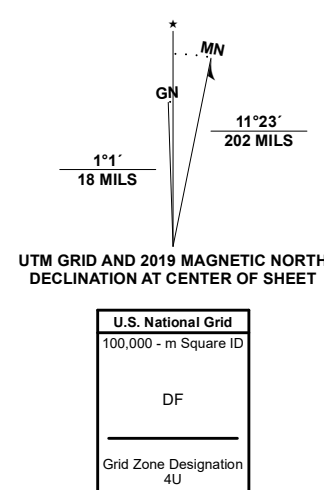 ★
MN
GN
11°23´
202 MILS
1°1´
18 MILS
UTM GRID AND 2019 MAGNETIC NORTH
DECLINATION AT CENTER OF SHEET
U.S. National Grid
100,000 - m Square ID
DF
Grid Zone Designation
4U